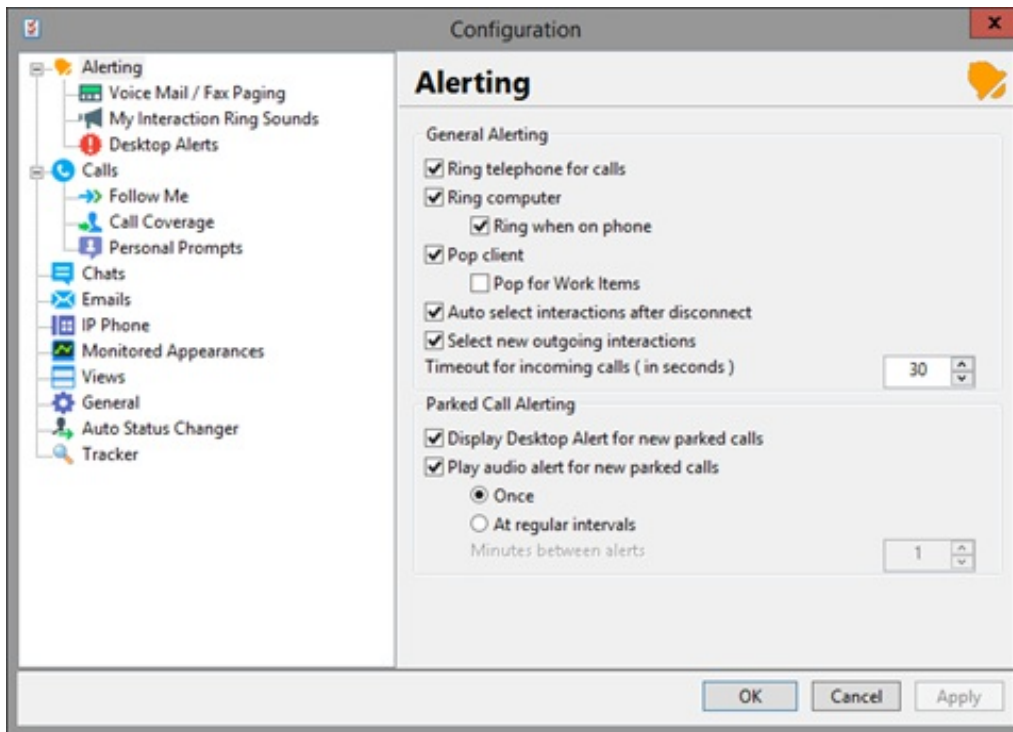 Configuration
Alerting
Voice Mail / Fax Paging
My Interaction Ring Sounds
Desktop Alerts
Calls
Follow Me
Call Coverage
Personal Prompts
Chats
Emails
IP Phone
Monitored Appearances
Views
General
Auto Status Changer
Tracker
Alerting
General Alerting
Ring telephone for calls
Ring computer
Ring when on phone
Pop client
Pop for Work Items
Auto select interactions after disconnect
Select new outgoing interactions
Timeout for incoming calls ( in seconds ) 30
Parked Call Alerting
Display Desktop Alert for new parked calls
Play audio alert for new parked calls
Once
At regular intervals
Minutes between alerts 1
OK Cancel Apply